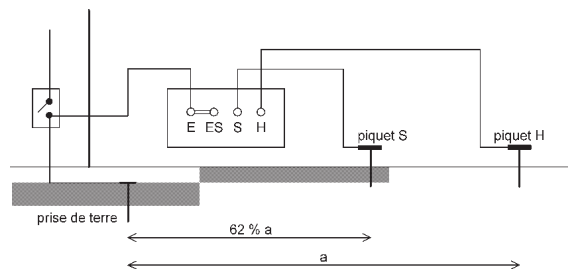 E ES S H
piquet S
piquet H
prise de terre
62 % a
a